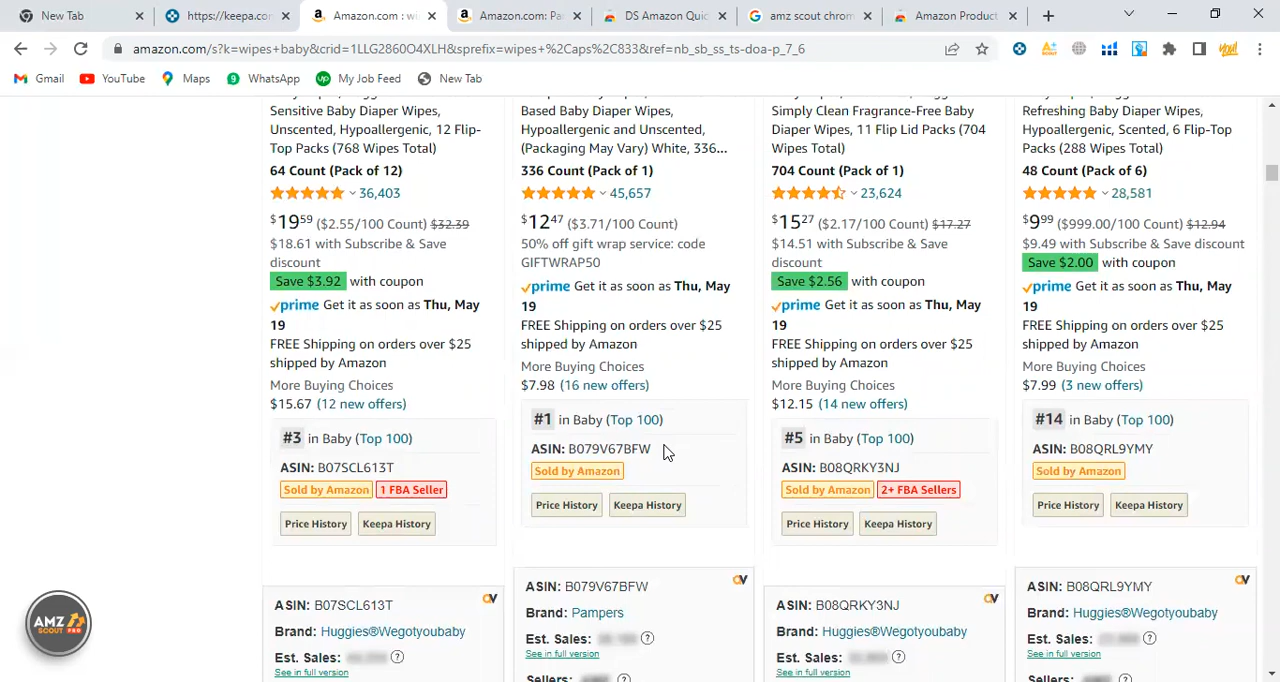 New Tab
https://keepa.con
Amazon.com : wi
Amazon.com: Pa
DS Amazon Quic
amz scout chrom
Amazon Product
amazon.com/s?k=wipes+baby&crid=1LLG2860O4XLH&sprefix=wipes+%2Caps%2C833&ref=nb_sb_ss_ts-doa-p_7_6
Gmail
YouTube
Maps
WhatsApp
My Job Feed
New Tab
Sensitive Baby Diaper Wipes,
Unscented, Hypoallergenic, 12 Flip-
Top Packs (768 Wipes Total)
64 Count (Pack of 12)
36,403
$19.59 ($2.55/100 Count) $32.39
$18.61 with Subscribe & Save
discount
Save $3.92 with coupon
prime Get it as soon as Thu, May
19
FREE Shipping on orders over $25
shipped by Amazon
More Buying Choices
$15.67 (12 new offers)
#3 in Baby (Top 100)
ASIN: B07SCL613T
Sold by Amazon 1 FBA Seller
Price History Keepa History
ASIN: B07SCL613T
Brand: Huggies®Wegotyoubaby
Est. Sales:
See in full version
Based Baby Diaper Wipes,
Hypoallergenic and Unscented,
(Packaging May Vary) White, 336...
336 Count (Pack of 1)
45,657
$12.47 ($3.71/100 Count)
50% off gift wrap service: code
GIFTWRAP50
prime Get it as soon as Thu, May
19
FREE Shipping on orders over $25
shipped by Amazon
More Buying Choices
$7.98 (16 new offers)
#1 in Baby (Top 100)
ASIN: B079V67BFW
Sold by Amazon
Price History Keepa History
ASIN: B079V67BFW
Brand: Pampers
Est. Sales:
See in full version
Sellers:
Simply Clean Fragrance-Free Baby
Diaper Wipes, 11 Flip Lid Packs (704
Wipes Total)
704 Count (Pack of 1)
23,624
$15.27 ($2.17/100 Count) $17.27
$14.51 with Subscribe & Save
discount
Save $2.56 with coupon
prime Get it as soon as Thu, May
19
FREE Shipping on orders over $25
shipped by Amazon
More Buying Choices
$12.15 (14 new offers)
#5 in Baby (Top 100)
ASIN: B08QRKY3NJ
Sold by Amazon 2+ FBA Sellers
Price History Keepa History
ASIN: B08QRKY3NJ
Brand: Huggies®Wegotyoubaby
Est. Sales:
See in full version
Refreshing Baby Diaper Wipes,
Hypoallergenic, Scented, 6 Flip-Top
Packs (288 Wipes Total)
48 Count (Pack of 6)
28,581
$9.99 ($999.00/100 Count) $12.94
$9.49 with Subscribe & Save discount
Save $2.00 with coupon
prime Get it as soon as Thu, May
19
FREE Shipping on orders over $25
shipped by Amazon
More Buying Choices
$7.99 (3 new offers)
#14 in Baby (Top 100)
ASIN: B08QRL9YMY
Sold by Amazon
Price History Keepa History
ASIN: B08QRL9YMY
Brand: Huggies®Wegotyoubaby
Est. Sales:
See in full version
Sellers:
AMZ
SCOUT PRO